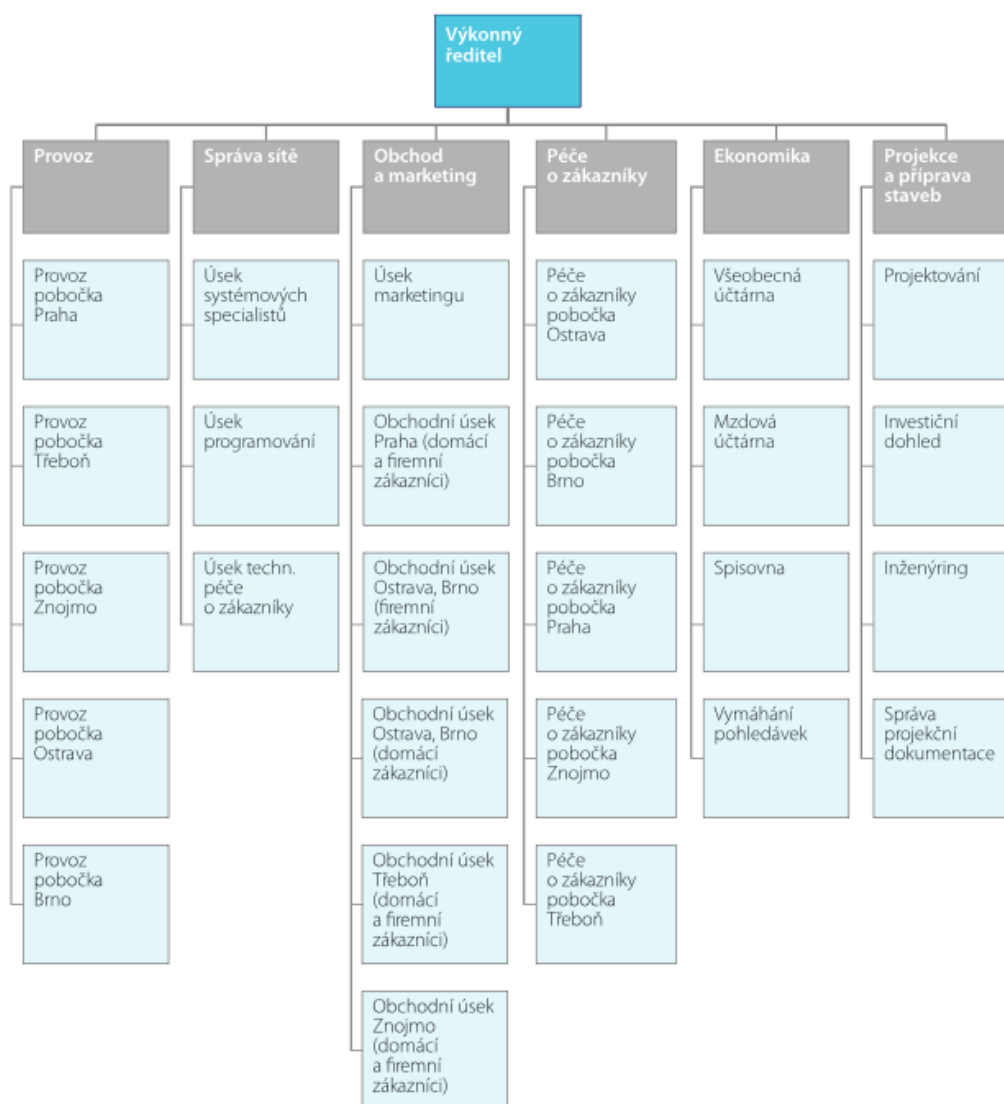 Výkonný
ředitel
Provoz
Správa sítě
Obchod
a marketing
Péče
o zákazníky
Ekonomika
Projekce
a příprava
staveb
Provoz
pobočka
Praha
Úsek
systémových
specialistů
Úsek
marketingu
Péče
o zákazníky
pobočka
Ostrava
Všeobecná
účtárna
Projektování
Provoz
pobočka
Třeboň
Úsek
programování
Obchodní úsek
Praha (domácí
a firemní
zákazníci)
Péče
o zákazníky
pobočka
Brno
Mzdová
účtárna
Investiční
dohled
Provoz
pobočka
Znojmo
Úsek techn.
péče
o zákazníky
Obchodní úsek
Ostrava, Brno
(firemní
zákazníci)
Péče
o zákazníky
pobočka
Praha
Spisovna
Inženýring
Provoz
pobočka
Ostrava
Obchodní úsek
Ostrava, Brno
(domácí
zákazníci)
Péče
o zákazníky
pobočka
Znojmo
Vymáhání
pohledávek
Správa
projekční
dokumentace
Provoz
pobočka
Brno
Obchodní úsek
Třeboň
(domácí
a firemní
zákazníci)
Péče
o zákazníky
pobočka
Třeboň
Obchodní úsek
Znojmo
(domácí
a firemní
zákazníci)